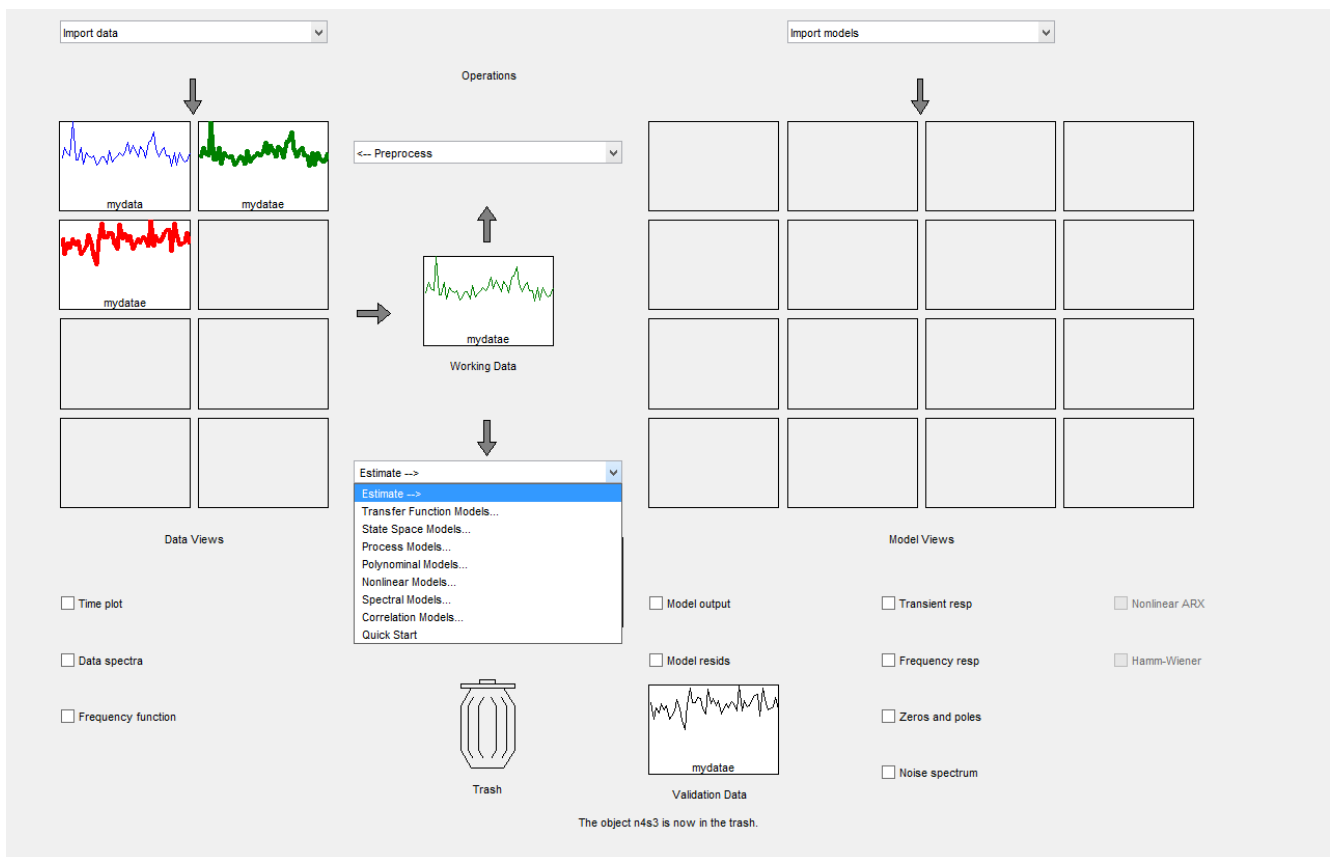 Import data
Import models
Operations
<-- Preprocess
mydata
mydatae
mydatae
mydatae
Working Data
Estimate -->
Estimate -->
Transfer Function Models...
State Space Models...
Process Models...
Polynominal Models...
Nonlinear Models...
Spectral Models...
Correlation Models...
Quick Start
Data Views
Model Views
Time plot
Data spectra
Frequency function
Model output
Transient resp
Nonlinear ARX
Model resids
Frequency resp
Hamm-Wiener
Zeros and poles
Noise spectrum
mydatae
Trash
Validation Data
The object n4s3 is now in the trash.